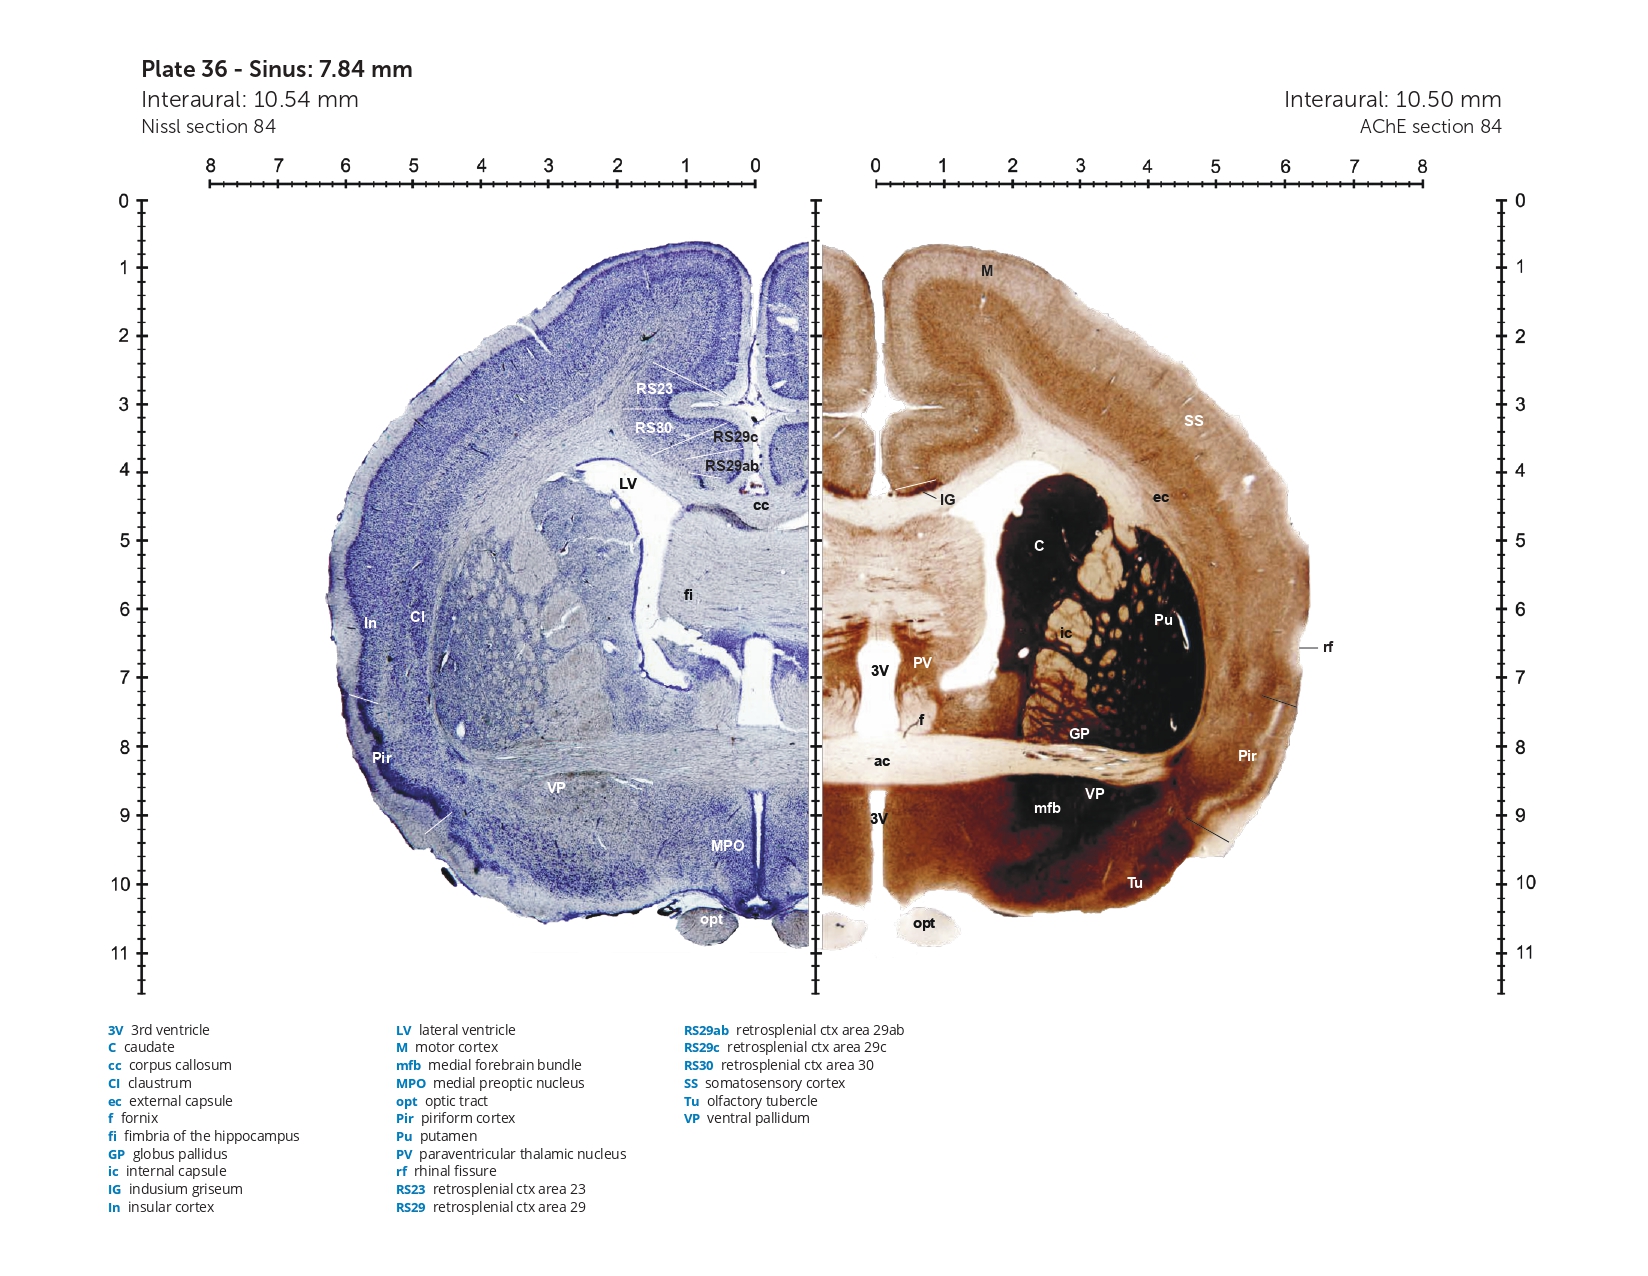 Plate 36 - Sinus: 7.84 mm
Interaural: 10.54 mm
Nissl section 84
Interaural: 10.50 mm
AChE section 84
8 7 6 5 4 3 2 1 0
0 1 2 3 4 5 6 7 8
0
1
2
3
4
5
6
7
8
9
10
11
RS23
RS30
RS29c
RS29ab
LV
cc
fi
In
Cl
Pir
VP
MPO
opt
M
SS
IG
ec
C
Pu
ic
rf
3V
PV
f
GP
ac
Pir
VP
mfb
3V
Tu
opt
0
1
2
3
4
5
6
7
8
9
10
11
3V 3rd ventricle
C caudate
cc corpus callosum
Cl claustrum
ec external capsule
f fornix
fi fimbria of the hippocampus
GP globus pallidus
ic internal capsule
IG indusium griseum
In insular cortex
LV lateral ventricle
M motor cortex
mfb medial forebrain bundle
MPO medial preoptic nucleus
opt optic tract
Pir piriform cortex
Pu putamen
PV paraventricular thalamic nucleus
rf rhinal fissure
RS23 retrosplenial ctx area 23
RS29 retrosplenial ctx area 29
RS29ab retrosplenial ctx area 29ab
RS29c retrosplenial ctx area 29c
RS30 retrosplenial ctx area 30
SS somatosensory cortex
Tu olfactory tubercle
VP ventral pallidum